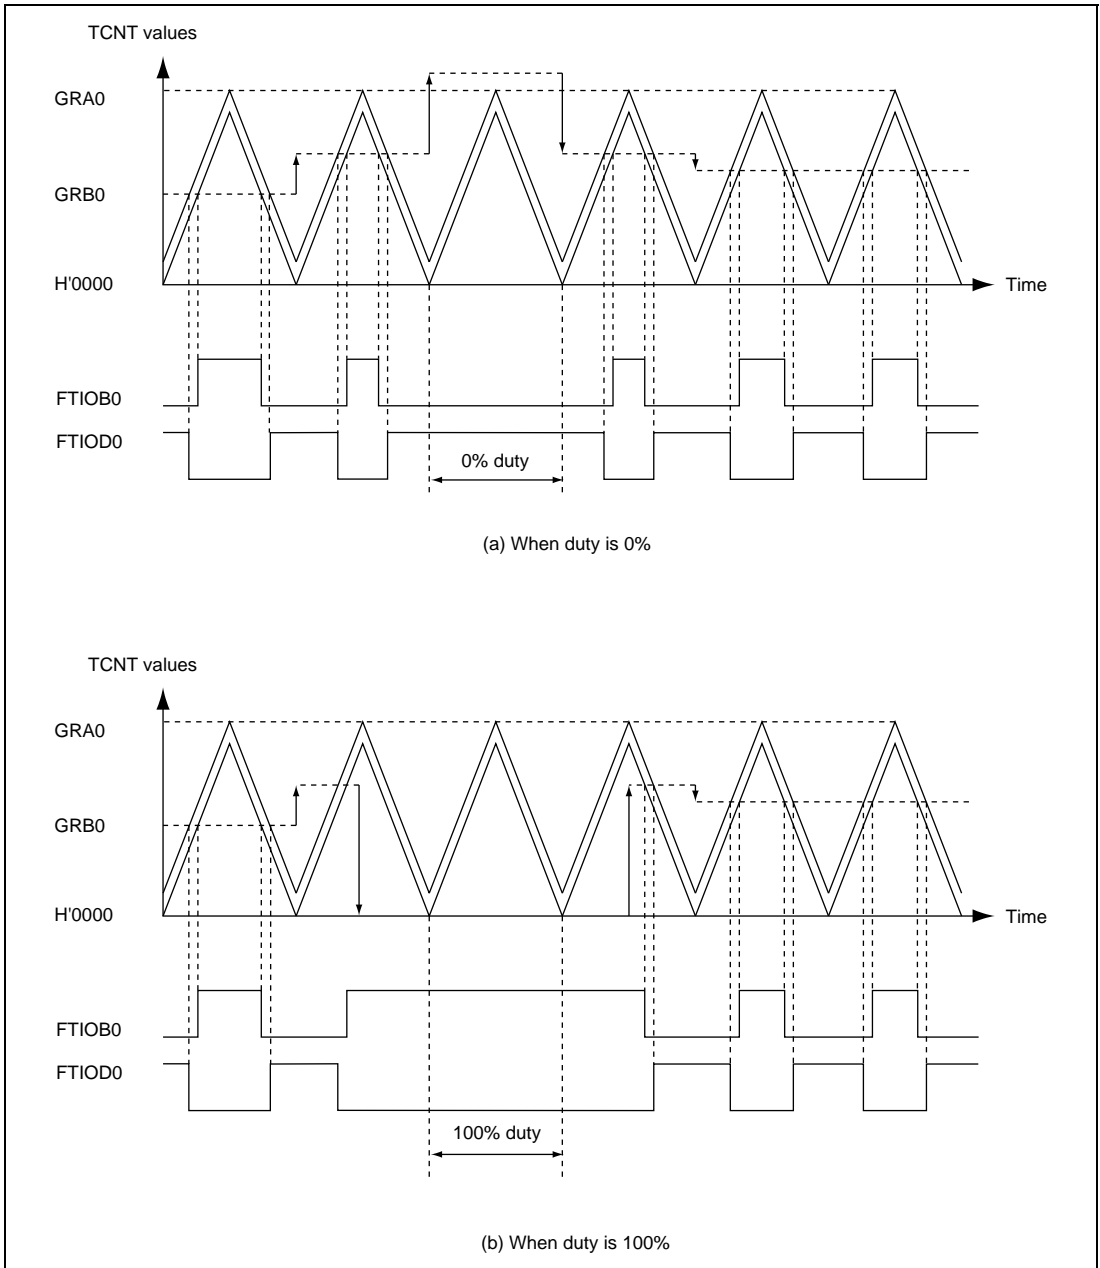 TCNT values
GRA0
GRB0
H'0000
Time
FTIOB0
FTIOD0
0% duty
(a) When duty is 0%
TCNT values
GRA0
GRB0
H'0000
Time
FTIOB0
FTIOD0
100% duty
(b) When duty is 100%